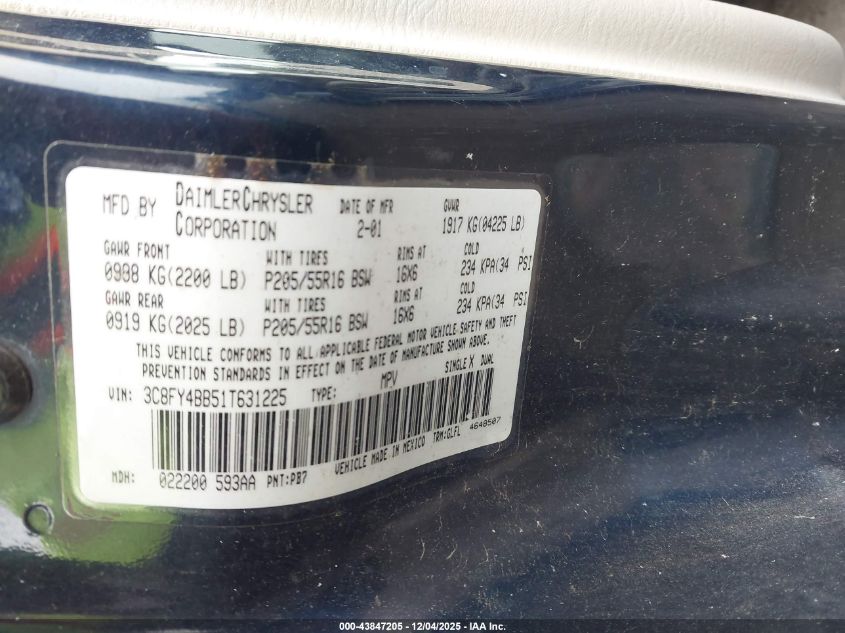 MFD BY DAIMLERCHRYSLER CORPORATION DATE OF MFR 2-01 GVWR 1917 KG(04225 LB)
GAWR FRONT WITH TIRES RIMS AT COLD
0988 KG(2200 LB) P205/55R16 BSW 16X6 234 KPA(34 PSI
GAWR REAR WITH TIRES RIMS AT COLD
0919 KG(2025 LB) P205/55R16 BSW 16X6 234 KPA(34 PSI
THIS VEHICLE CONFORMS TO ALL APPLICABLE FEDERAL MOTOR VEHICLE SAFETY AND THEFT
PREVENTION STANDARDS IN EFFECT ON THE DATE OF MANUFACTURE SHOWN ABOVE.
VIN: 3C8FY4BB51T631225 TYPE: MPV SINGLE X DUAL
VEHICLE MADE IN MEXICO TRM:GLFL 4648507
MDH: 022200 593AA PNT:PB7
000-43847205 - 12/04/2025 - IAA Inc.